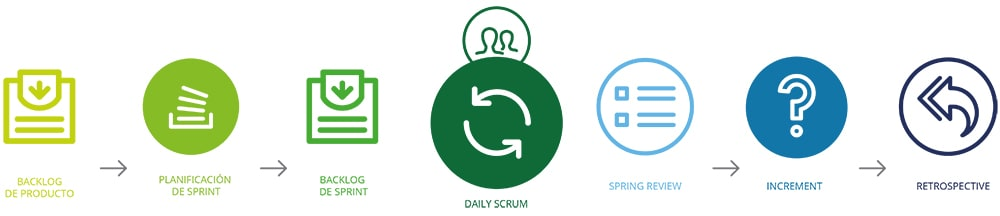 BACKLOG
DE PRODUCTO
PLANIFICACIÓN
DE SPRINT
BACKLOG
DE SPRINT
DAILY SCRUM
SPRING REVIEW
INCREMENT
RETROSPECTIVE